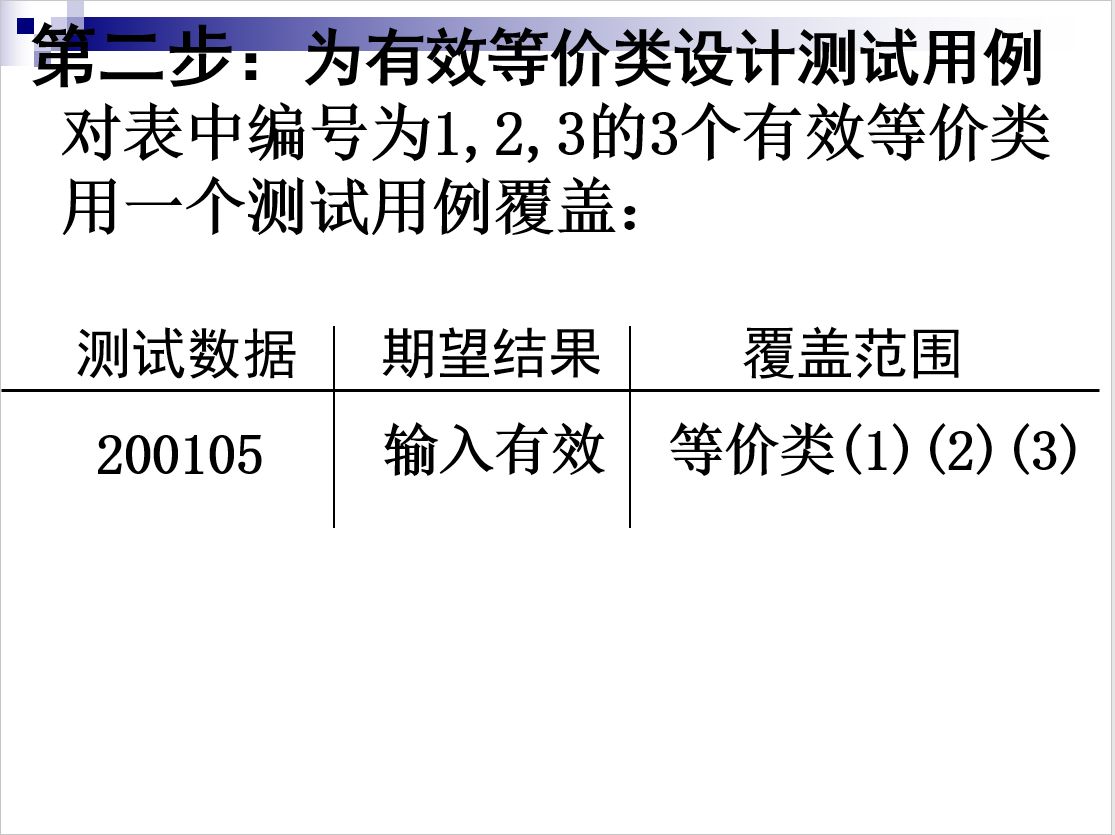 第二步：为有效等价类设计测试用例
对表中编号为1,2,3的3个有效等价类
用一个测试用例覆盖：
测试数据 期望结果 覆盖范围
200105 输入有效 等价类(1)(2)(3)